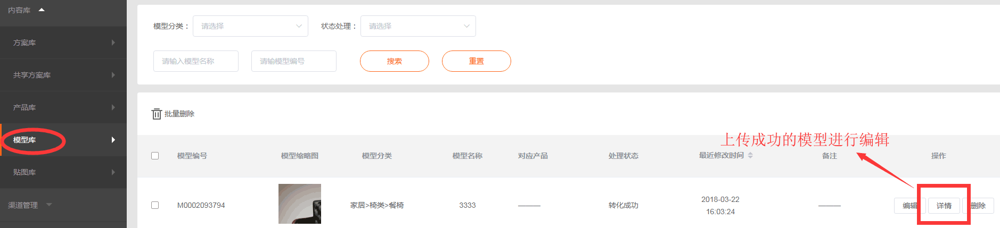 内容库
方案库
共享方案库
产品库
模型库
贴图库
渠道管理
模型分类： 请选择 状态处理： 请选择
请输入模型名称 请输模型编号 搜索 重置
批量删除
上传成功的模型进行编辑
模型编号 模型缩略图 模型分类 模型名称 对应产品 处理状态 最近修改时间 备注 操作
M0002093794 家居>椅类>餐椅 3333 —— 转化成功 2018-03-22 —— 编辑 详情 删除
16:03:24